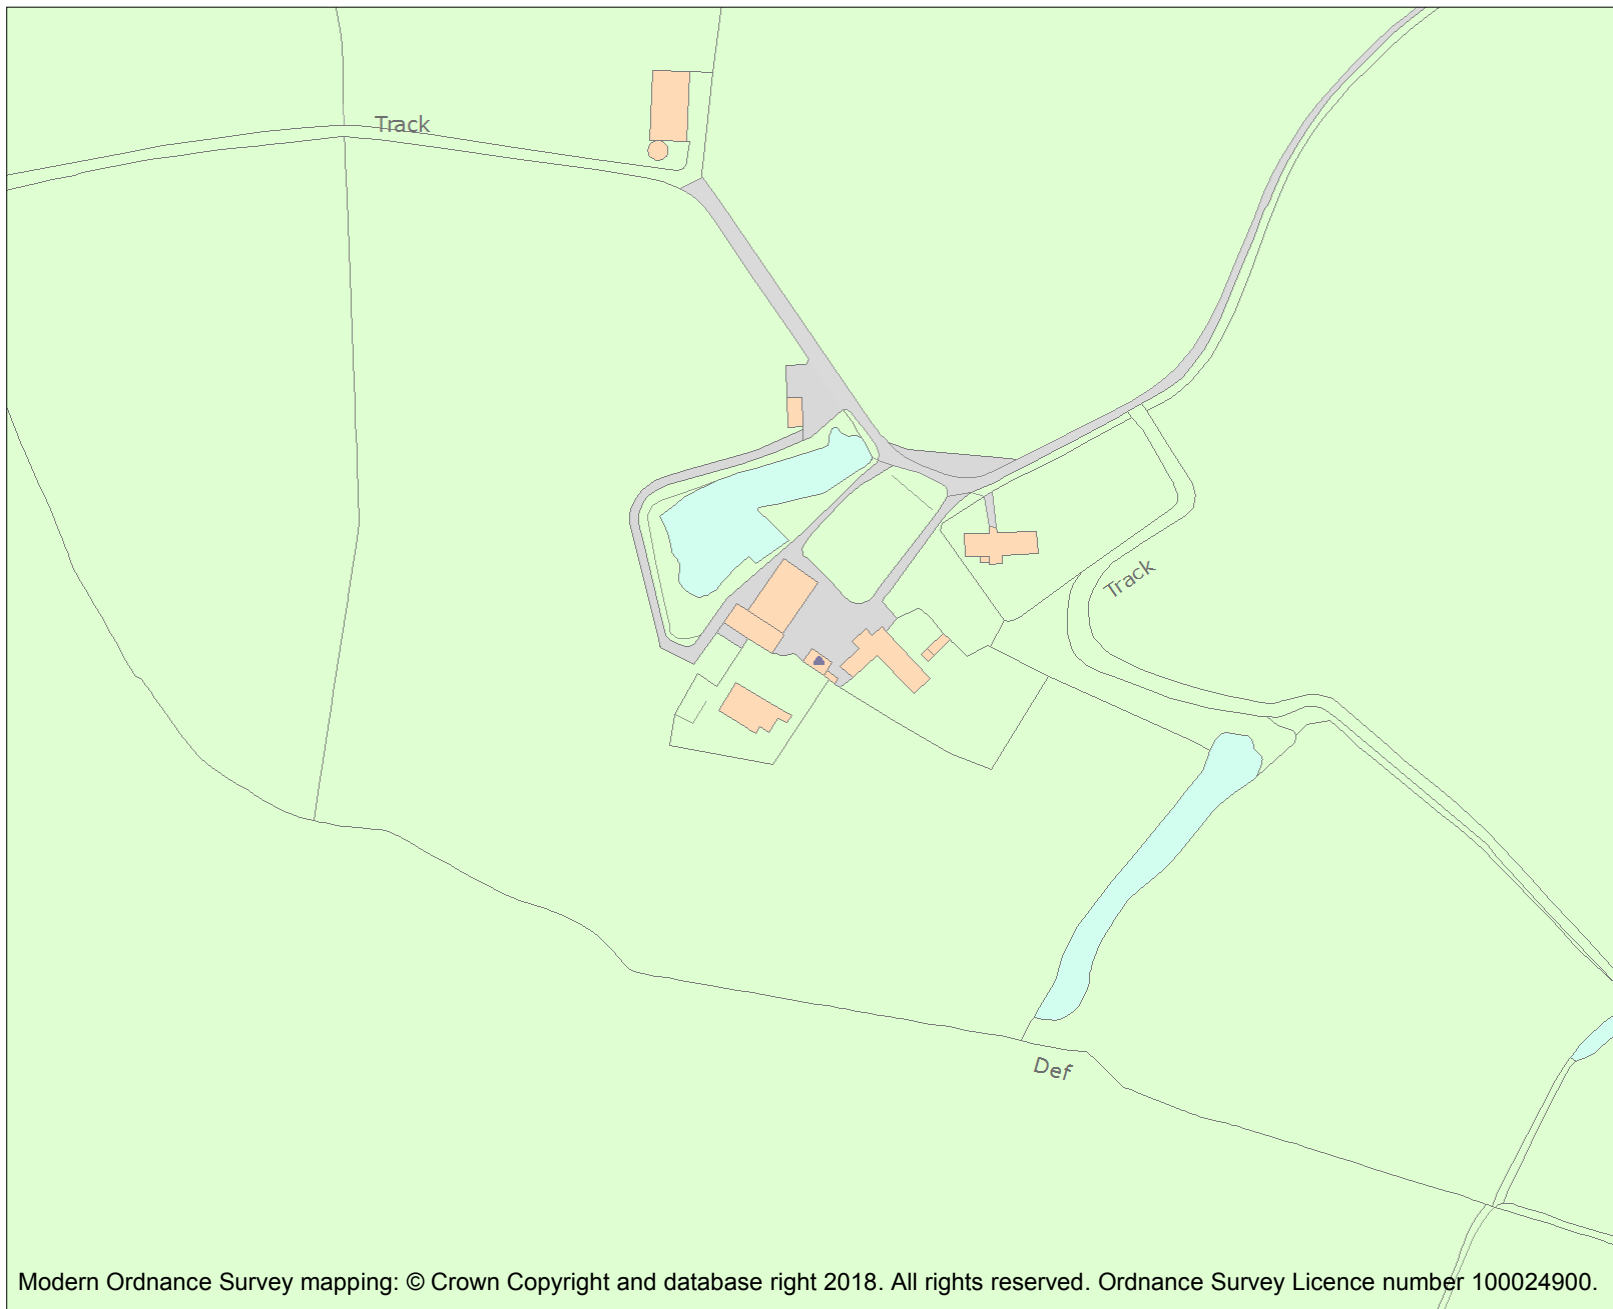 Track
Track
Def
Modern Ordnance Survey mapping: © Crown Copyright and database right 2018. All rights reserved. Ordnance Survey Licence number 100024900.